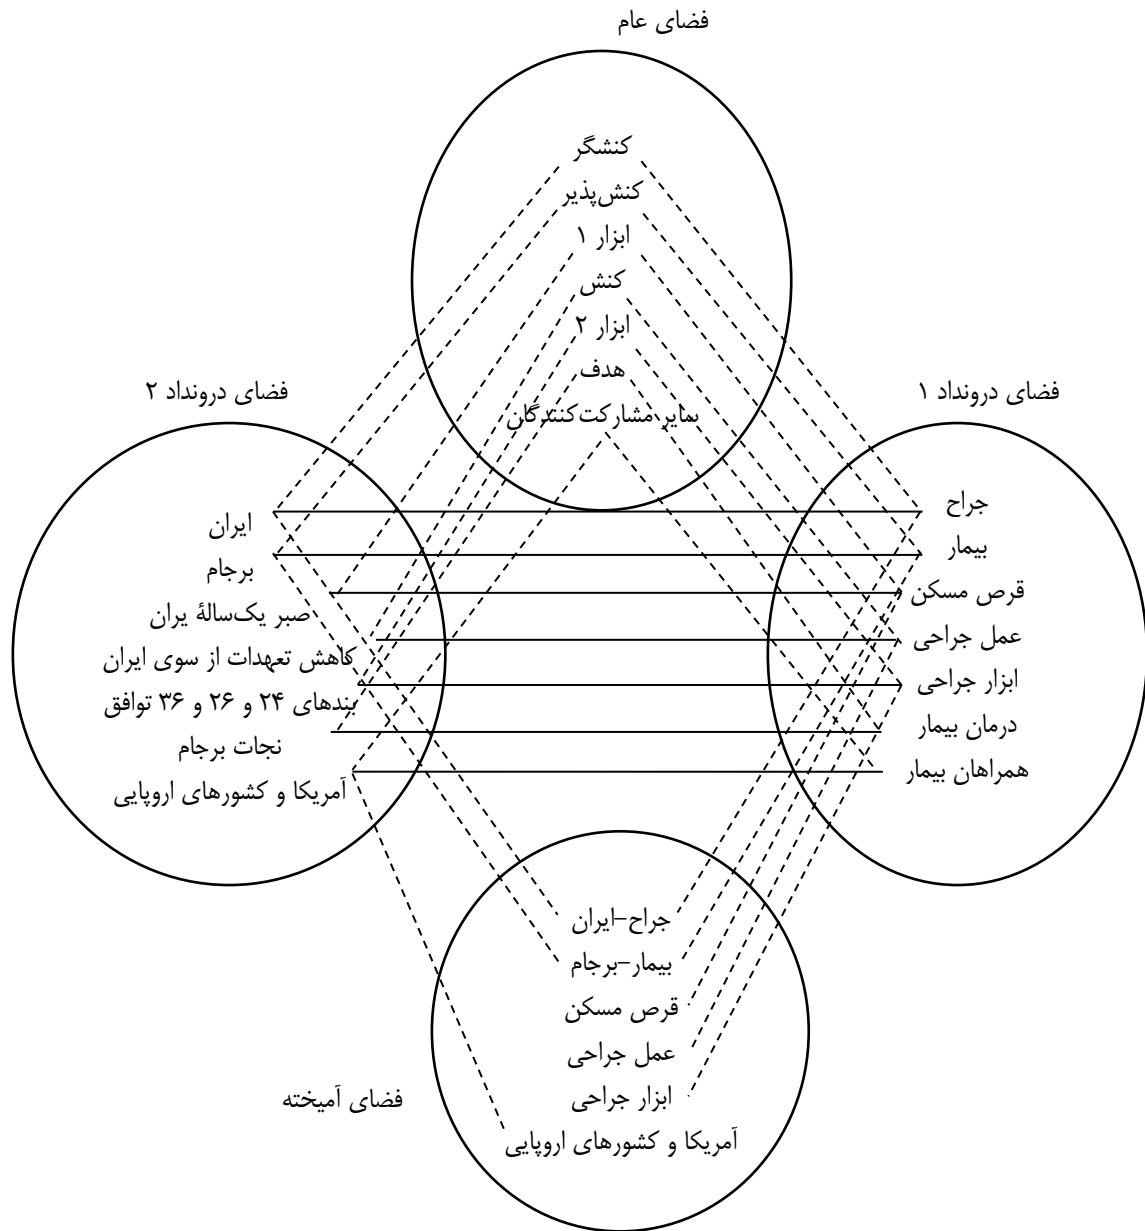 فضای عام
کنشگر
کنش‌پذیر
ابزار ۱
کنش
ابزار ۲
هدف
سایر مشارکت‌کنندگان
فضای درونداد ۱
جراح
بیمار
قرص مسکن
عمل جراحی
ابزار جراحی
درمان بیمار
همراهان بیمار
فضای درونداد ۲
ایران
برجام
صبر یک‌سالۀ یران
کاهش تعهدات از سوی ایران
بندهای ۲۴ و ۲۶ و ۳۶ توافق
نجات برجام
آمریکا و کشورهای اروپایی
جراح-ایران
بیمار-برجام
قرص مسکن
عمل جراحی
ابزار جراحی
آمریکا و کشورهای اروپایی
فضای آمیخته